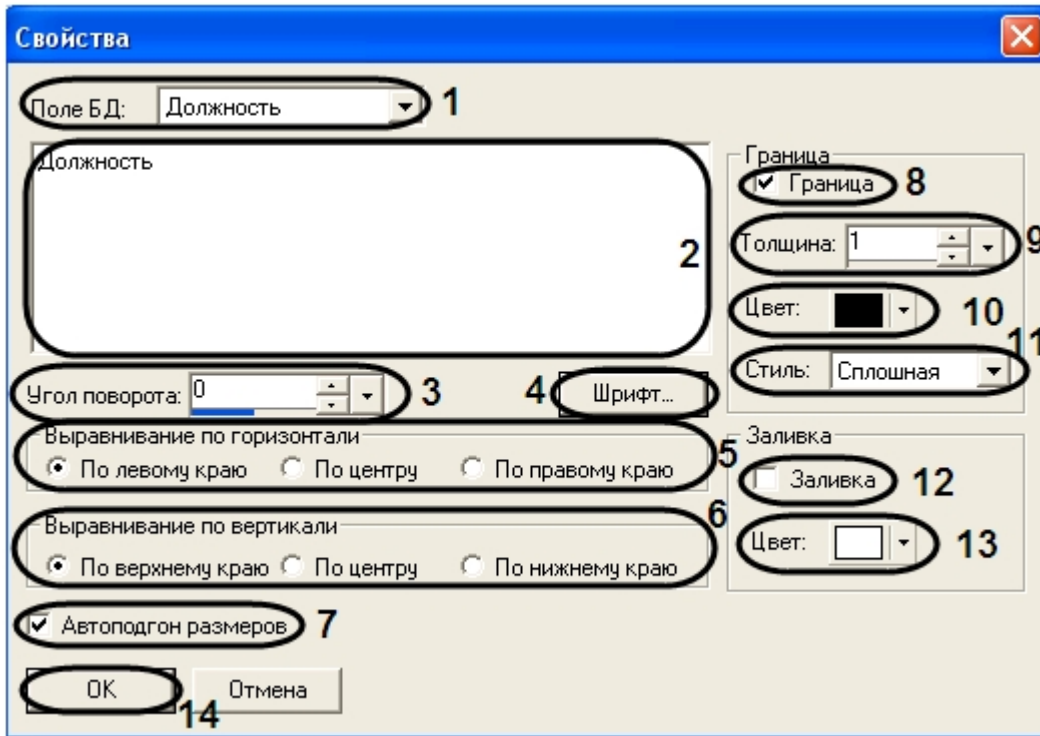 Свойства
Поле БД: Должность 1
Должность
2
Угол поворота: 0 3
4 Шрифт...
Выравнивание по горизонтали
По левому краю По центру По правому краю 5
Выравнивание по вертикали 6
По верхнему краю По центру По нижнему краю
Автоподгон размеров 7
OK Отмена
14
Граница
Граница 8
Толщина: 1 9
Цвет: 10
Стиль: Сплошная 11
Заливка
Заливка 12
Цвет: 13